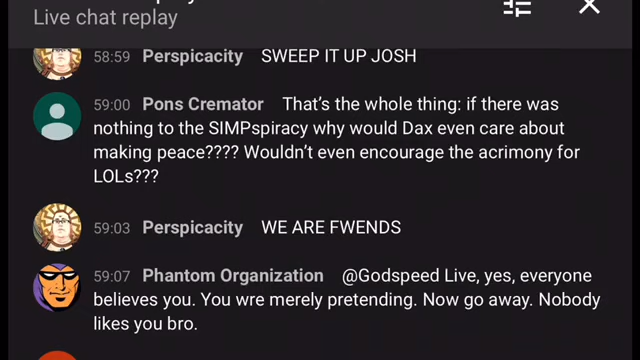 Live chat replay
58:59 Perspicacity SWEEP IT UP JOSH
59:00 Pons Cremator That's the whole thing: if there was
nothing to the SIMPspiracy why would Dax even care about
making peace???? Wouldn't even encourage the acrimony for
LOLs???
59:03 Perspicacity WE ARE FWENDS
59:07 Phantom Organization @Godspeed Live, yes, everyone
believes you. You wre merely pretending. Now go away. Nobody
likes you bro.